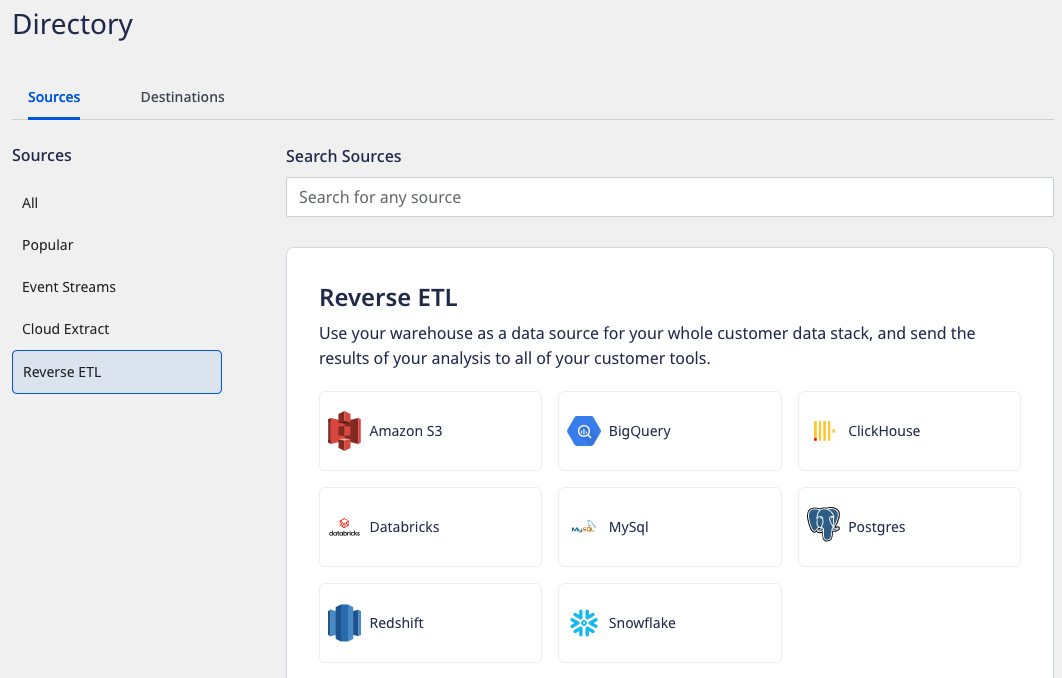 Directory
Sources
Destinations
Sources
All
Popular
Event Streams
Cloud Extract
Reverse ETL
Search Sources
Search for any source
Reverse ETL
Use your warehouse as a data source for your whole customer data stack, and send the
results of your analysis to all of your customer tools.
Amazon S3
BigQuery
ClickHouse
databricks
Databricks
MySQL
MySql
Postgres
Redshift
Snowflake